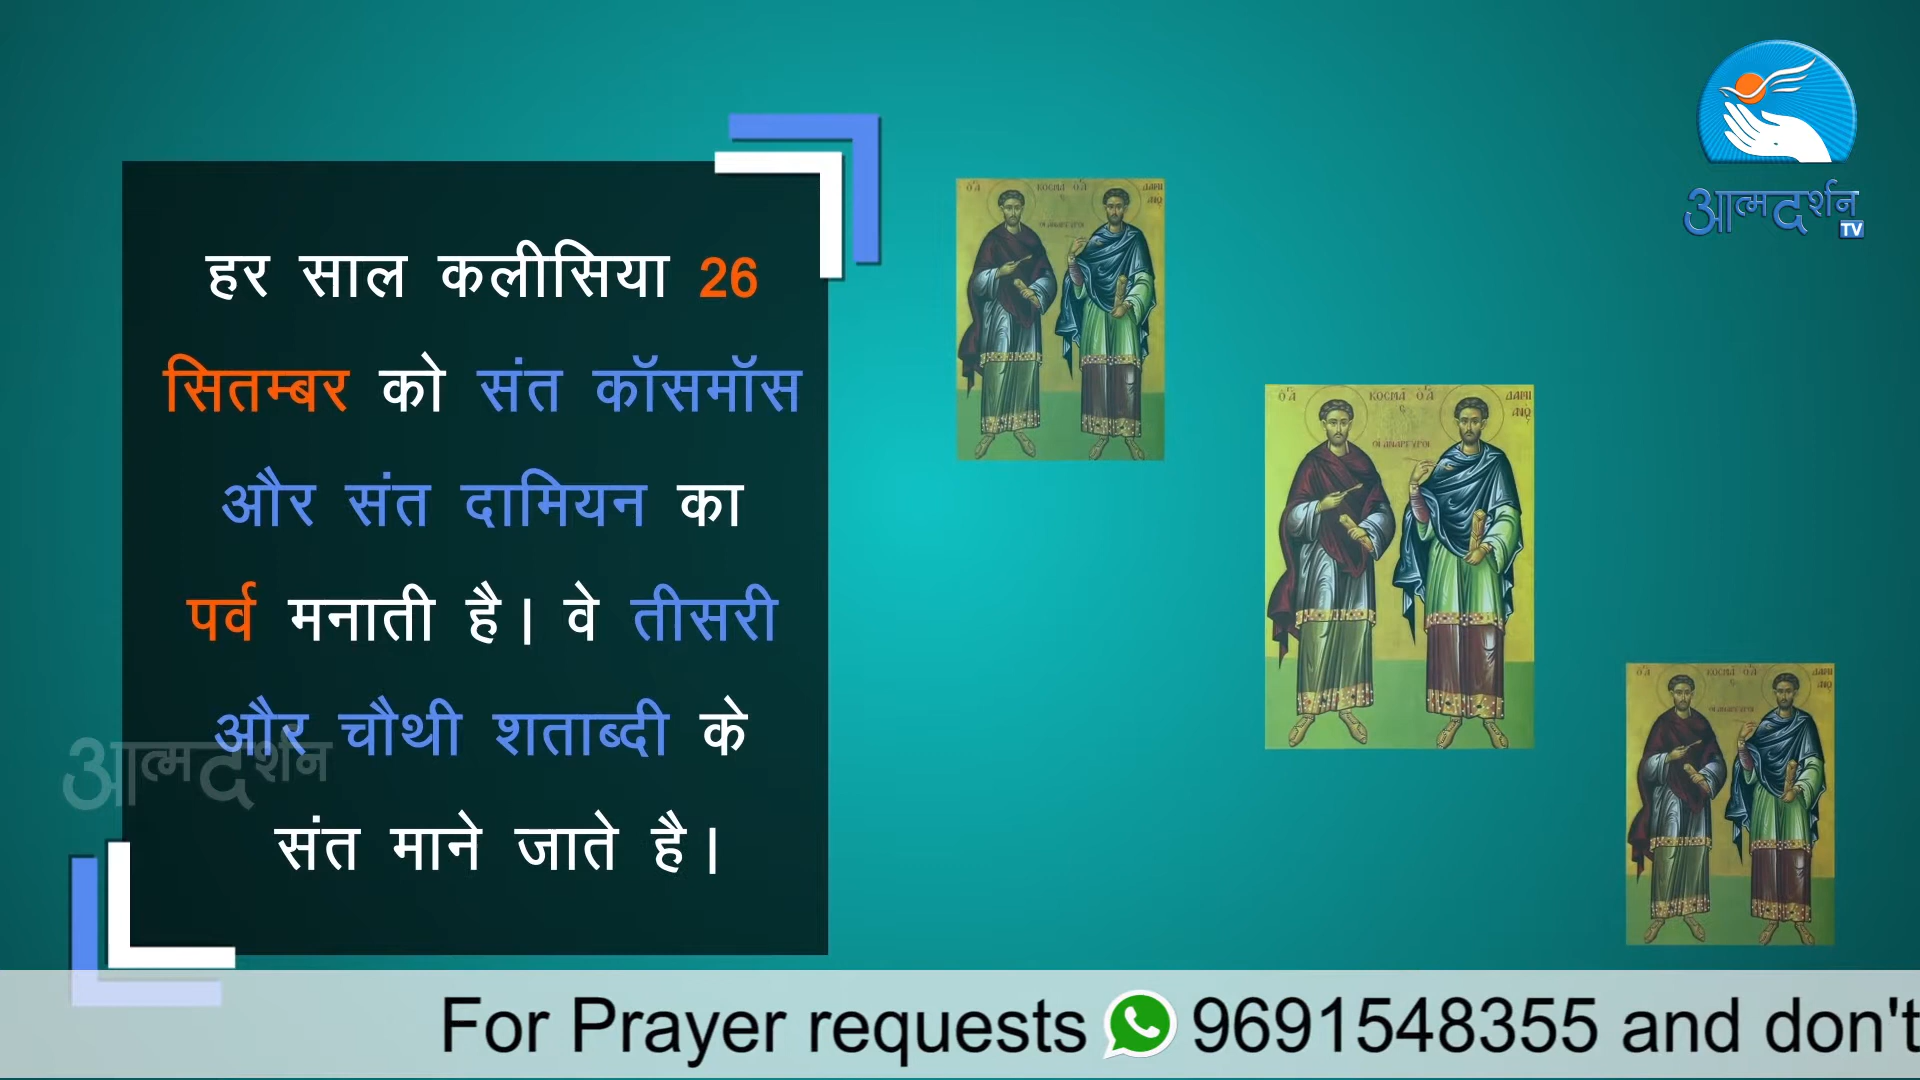 हर साल कलीसिया 26
सितम्बर को संत कॉसमॉस
और संत दामियन का
पर्व मनाती है। वे तीसरी
और चौथी शताब्दी के
संत माने जाते है।
आत्मदर्शन
TV
आत्मदर्शन
For Prayer requests 9691548355 and don't